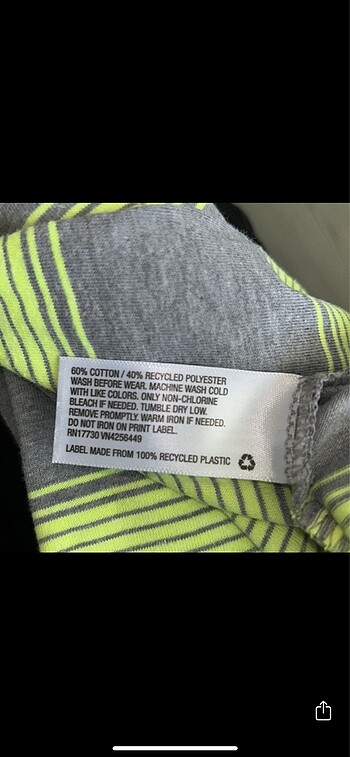 60% COTTON / 40% RECYCLED POLYESTER
WASH BEFORE WEAR. MACHINE WASH COLD
WITH LIKE COLORS. ONLY NON-CHLORINE
BLEACH IF NEEDED. TUMBLE DRY LOW.
REMOVE PROMPTLY. WARM IRON IF NEEDED.
DO NOT IRON ON PRINT LABEL.
RN17730 VN4256449
LABEL MADE FROM 100% RECYCLED PLASTIC